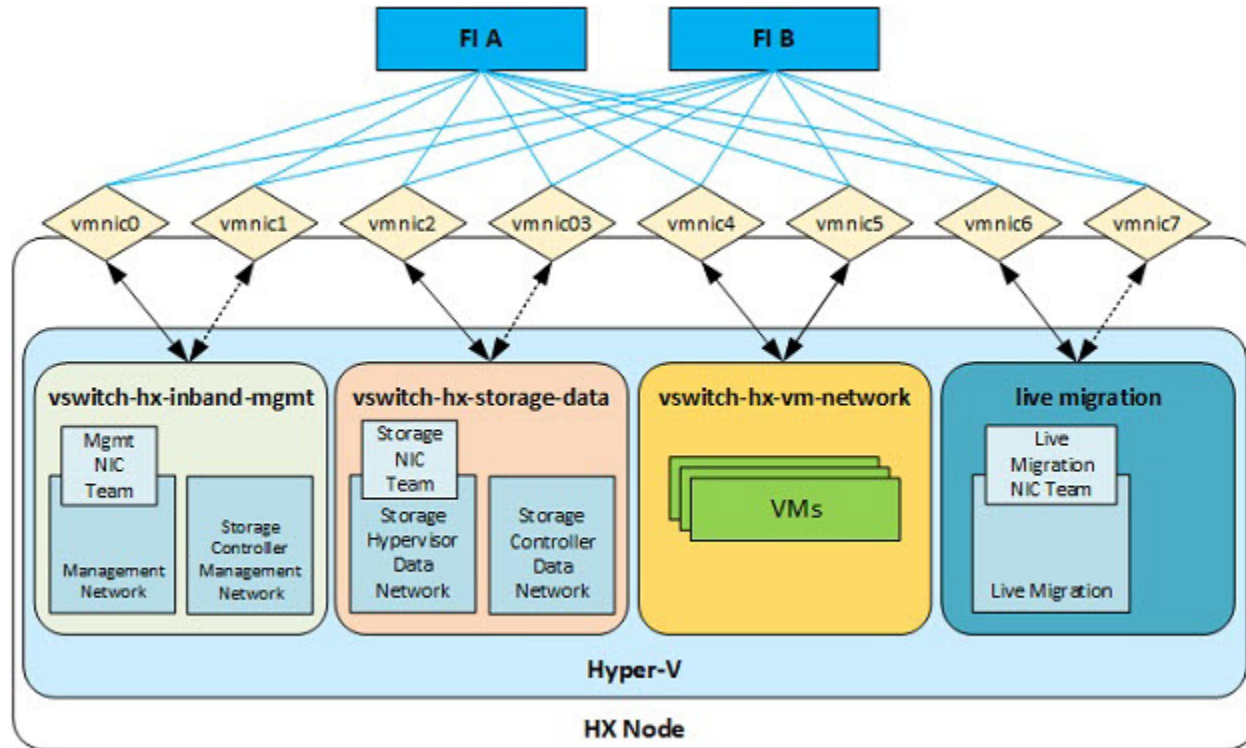 FI A
FI B
vmnic0
vmnic1
vmnic2
vmnic03
vmnic4
vmnic5
vmnic6
vmnic7
vswitch-hx-inband-mgmt
Mgmt
NIC
Team
Management
Network
Storage
Controller
Management
Network
vswitch-hx-storage-data
Storage
NIC
Team
Storage
Hypervisor
Data
Network
Storage
Controller
Data
Network
vswitch-hx-vm-network
VMs
live migration
Live
Migration
NIC Team
Live Migration
Hyper-V
HX Node